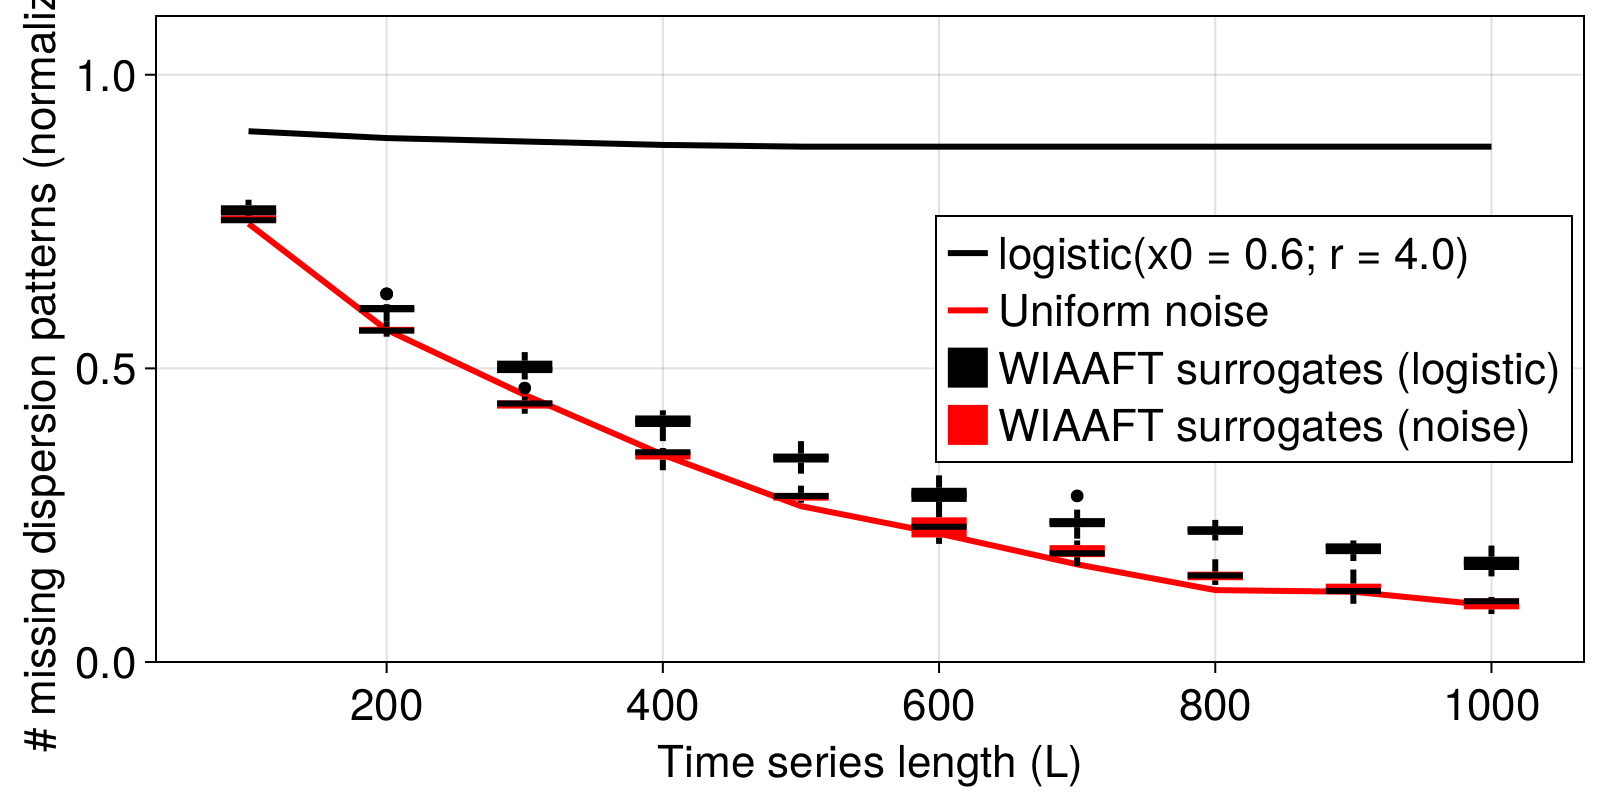 # missing dispersion patterns
1.0
0.5
0.0
logistic(x0 = 0.6; r = 4.0)
Uniform noise
WIAAFT surrogates (logistic)
WIAAFT surrogates (noise)
200 400 600 800 1000
Time series length (L)